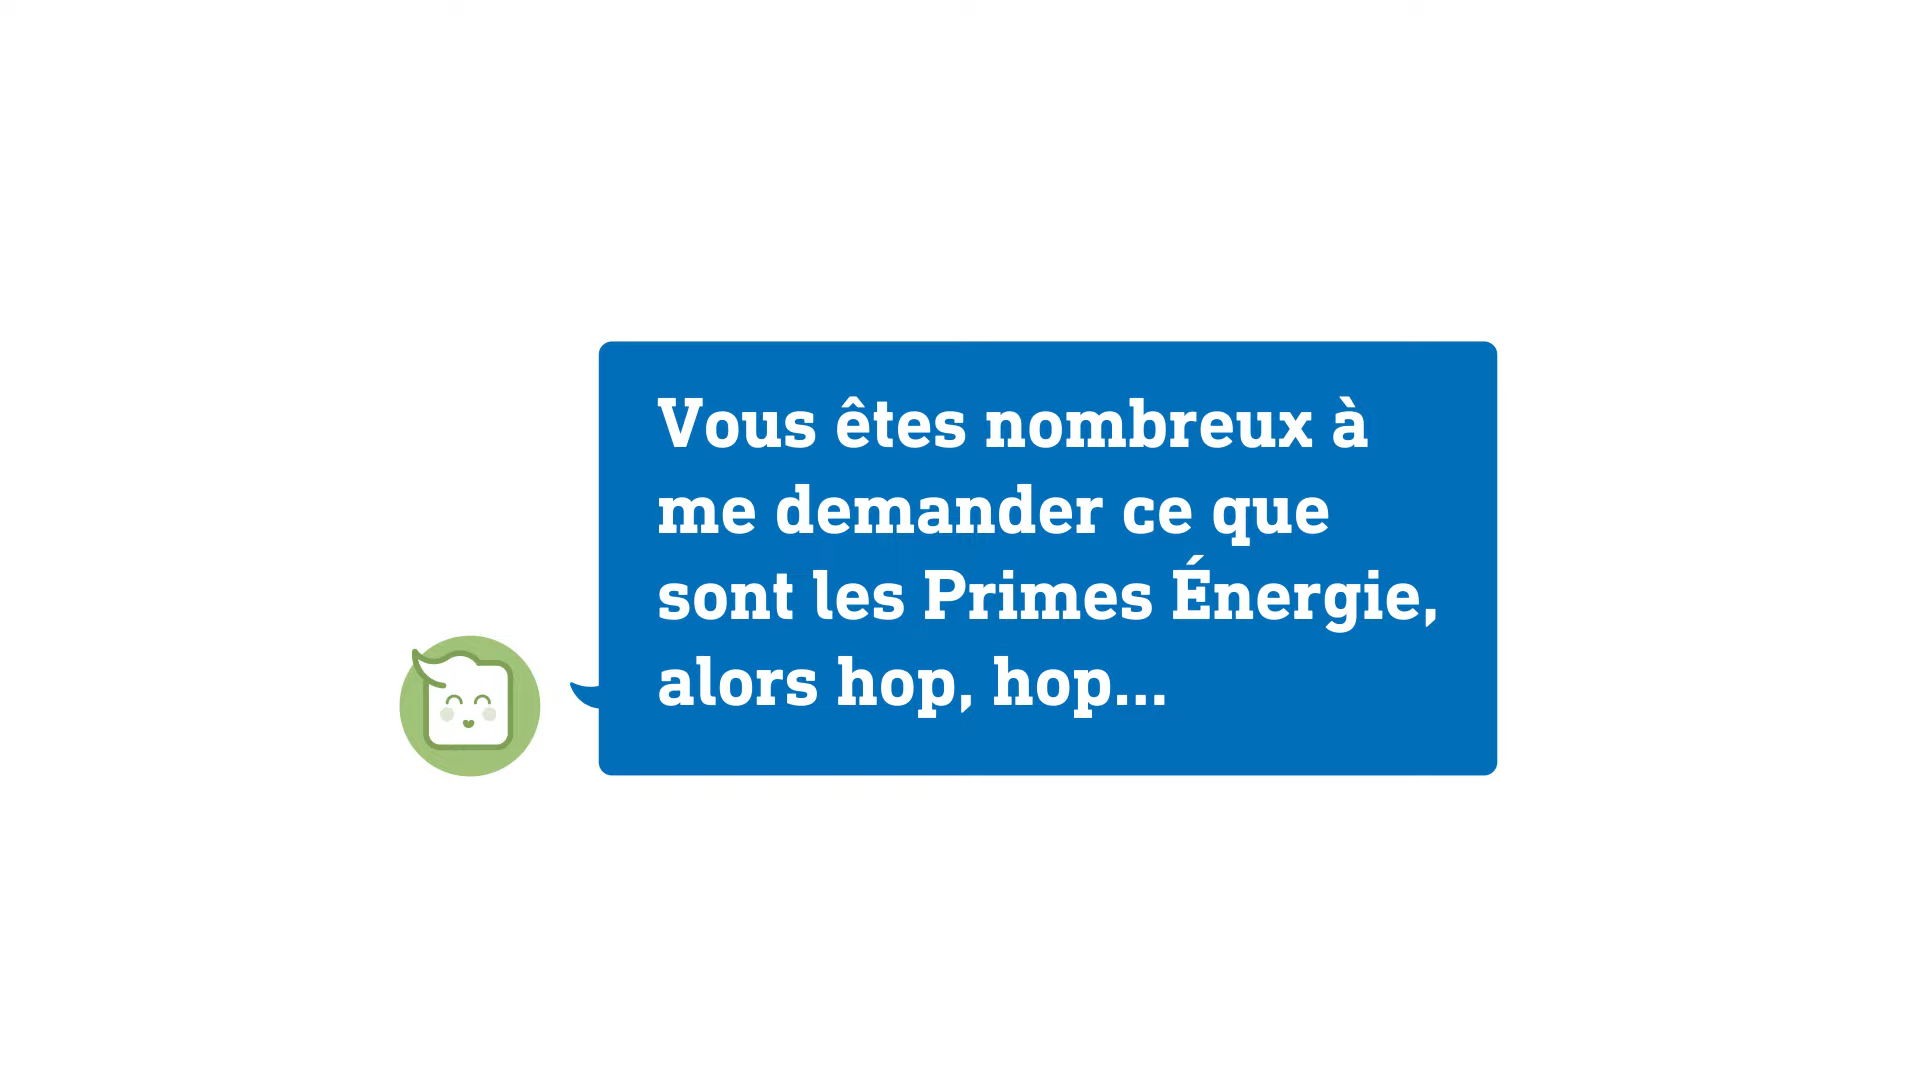 Vous êtes nombreux à
me demander ce que
sont les Primes Énergie,
alors hop, hop...